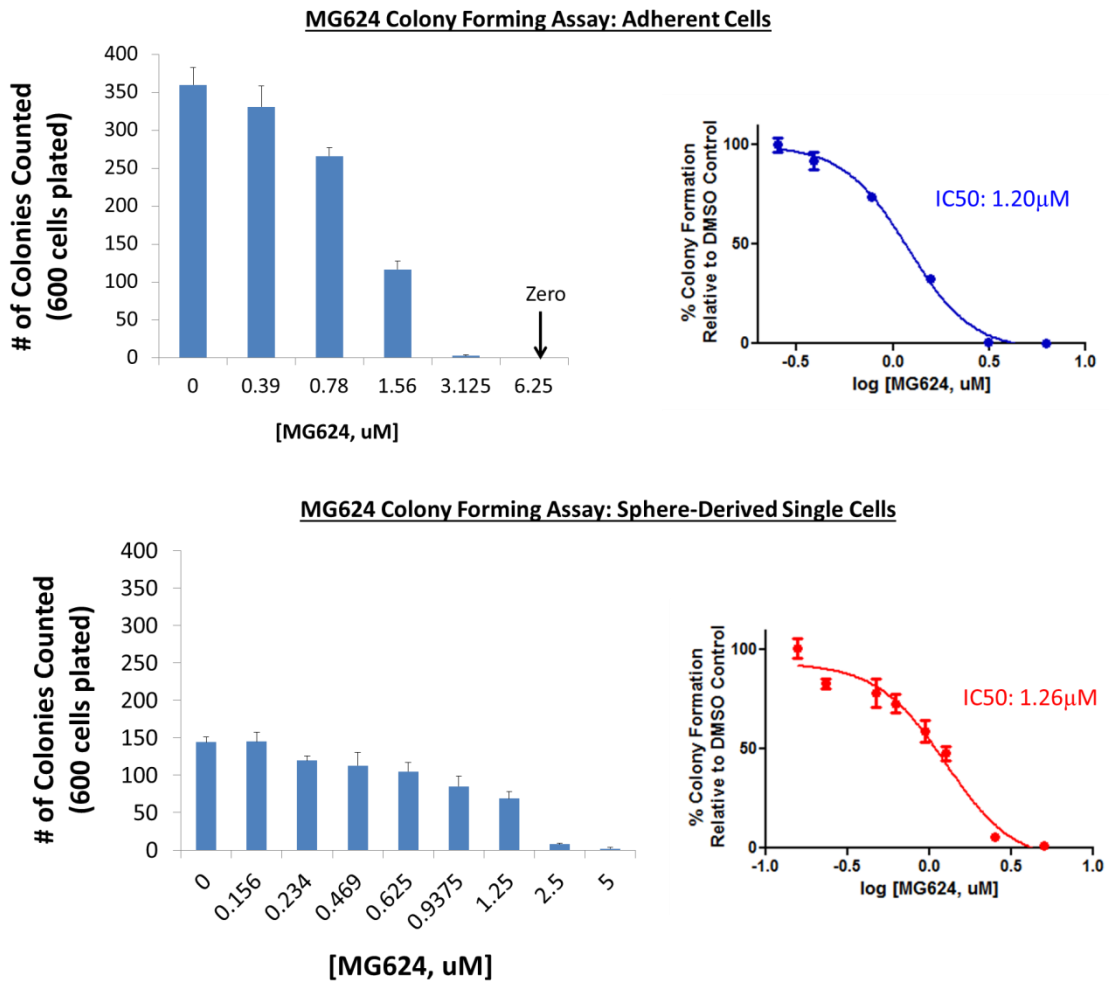 MG624 Colony Forming Assay: Adherent Cells
# of Colonies Counted
(600 cells plated)
400
350
300
250
200
150
100
50
0
Zero
0 0.39 0.78 1.56 3.125 6.25
[MG624, uM]
% Colony Formation
Relative to DMSO Control
100
50
0
IC50: 1.20µM
-0.5 0.0 0.5 1.0
log [MG624, uM]
MG624 Colony Forming Assay: Sphere-Derived Single Cells
# of Colonies Counted
(600 cells plated)
400
350
300
250
200
150
100
50
0
0 0.156 0.234 0.469 0.625 0.9375 1.25 2.5 5
[MG624, uM]
% Colony Formation
Relative to DMSO Control
100
50
0
IC50: 1.26µM
-1.0 -0.5 0.0 0.5 1.0
log [MG624, uM]